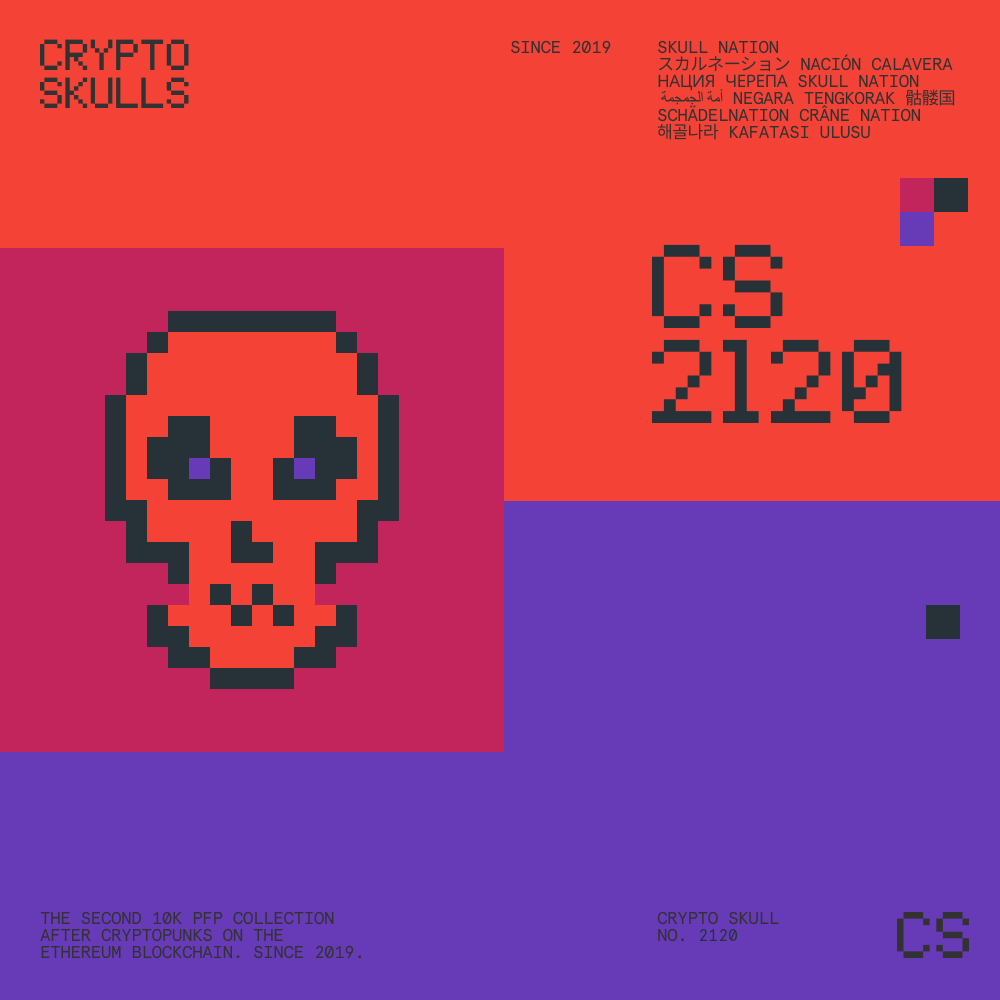 CRYPTO
SKULLS
SINCE 2019
SKULL NATION
スカルネーション NACIÓN CALAVERA
НАЦИЯ ЧЕРЕПА SKULL NATION
أمة الجمجمة NEGARA TENGKORAK 骷髅国
SCHÄDELNATION CRÂNE NATION
해골나라 KAFATASI ULUSU
CS
2120
THE SECOND 10K PFP COLLECTION
AFTER CRYPTOPUNKS ON THE
ETHEREUM BLOCKCHAIN. SINCE 2019.
CRYPTO SKULL
NO. 2120
CS